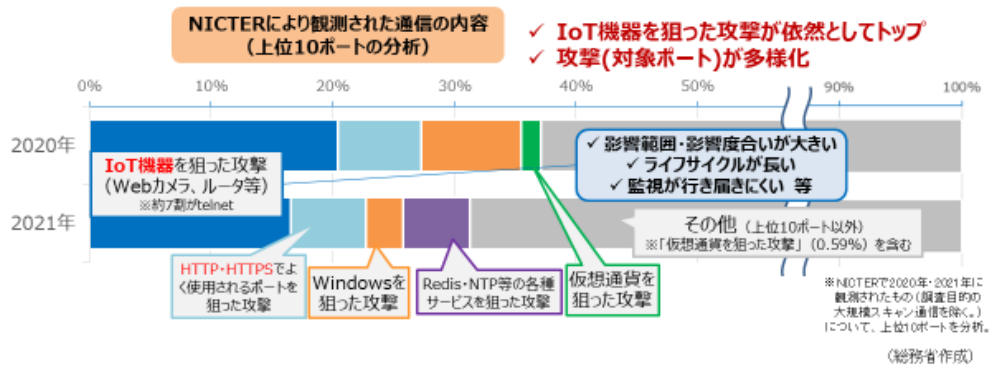 NICTERにより観測された通信の内容
(上位10ポートの分析)
✓ IoT機器を狙った攻撃が依然としてトップ
✓ 攻撃(対象ポート)が多様化
0% 10% 20% 30% 40% 50% 90% 100%
2020年
✓ 影響範囲・影響度合いが大きい
✓ ライフサイクルが長い
✓ 監視が行き届きにくい 等
IoT機器を狙った攻撃
(Webカメラ、ルータ等)
※約7割がtelnet
2021年
その他(上位10ポート以外)
※「仮想通貨を狙った攻撃」(0.59%)を含む
HTTP・HTTPSでよ
く使用されるポートを
狙った攻撃
Windowsを
狙った攻撃
Redis・NTP等の各種
サービスを狙った攻撃
仮想通貨を
狙った攻撃
※NICTERで2020年・2021年に
観測されたもの(調査目的の
大規模スキャン通信を除く。)
について、上位10ポートを分析。
(総務省作成)